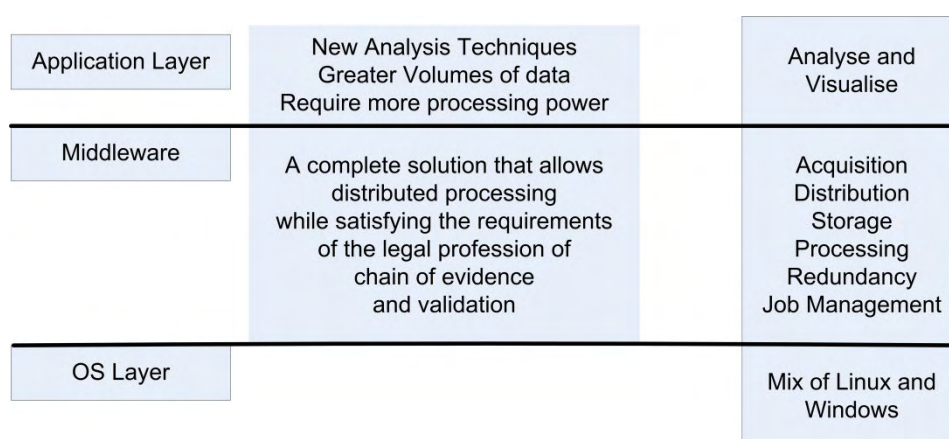 Application Layer
New Analysis Techniques
Greater Volumes of data
Require more processing power
Analyse and
Visualise
Middleware
A complete solution that allows
distributed processing
while satisfying the requirements
of the legal profession of
chain of evidence
and validation
Acquisition
Distribution
Storage
Processing
Redundancy
Job Management
OS Layer
Mix of Linux and
Windows